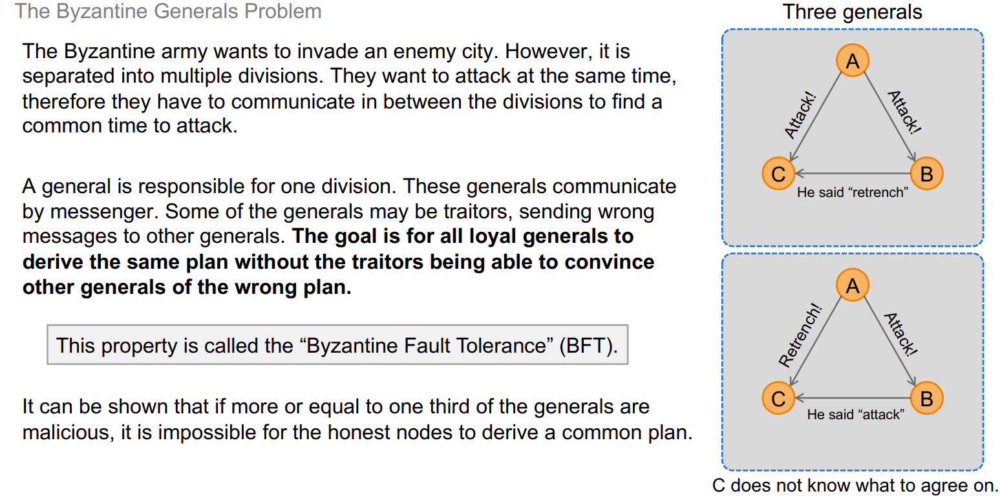 The Byzantine Generals Problem
The Byzantine army wants to invade an enemy city. However, it is
separated into multiple divisions. They want to attack at the same time,
therefore they have to communicate in between the divisions to find a
common time to attack.
A general is responsible for one division. These generals communicate
by messenger. Some of the generals may be traitors, sending wrong
messages to other generals. The goal is for all loyal generals to
derive the same plan without the traitors being able to convince
other generals of the wrong plan.
This property is called the “Byzantine Fault Tolerance” (BFT).
It can be shown that if more or equal to one third of the generals are
malicious, it is impossible for the honest nodes to derive a common plan.
Three generals
A
Attack!
Attack!
C
B
He said “retrench”
A
Retrench!
Attack!
C
B
He said “attack”
C does not know what to agree on.